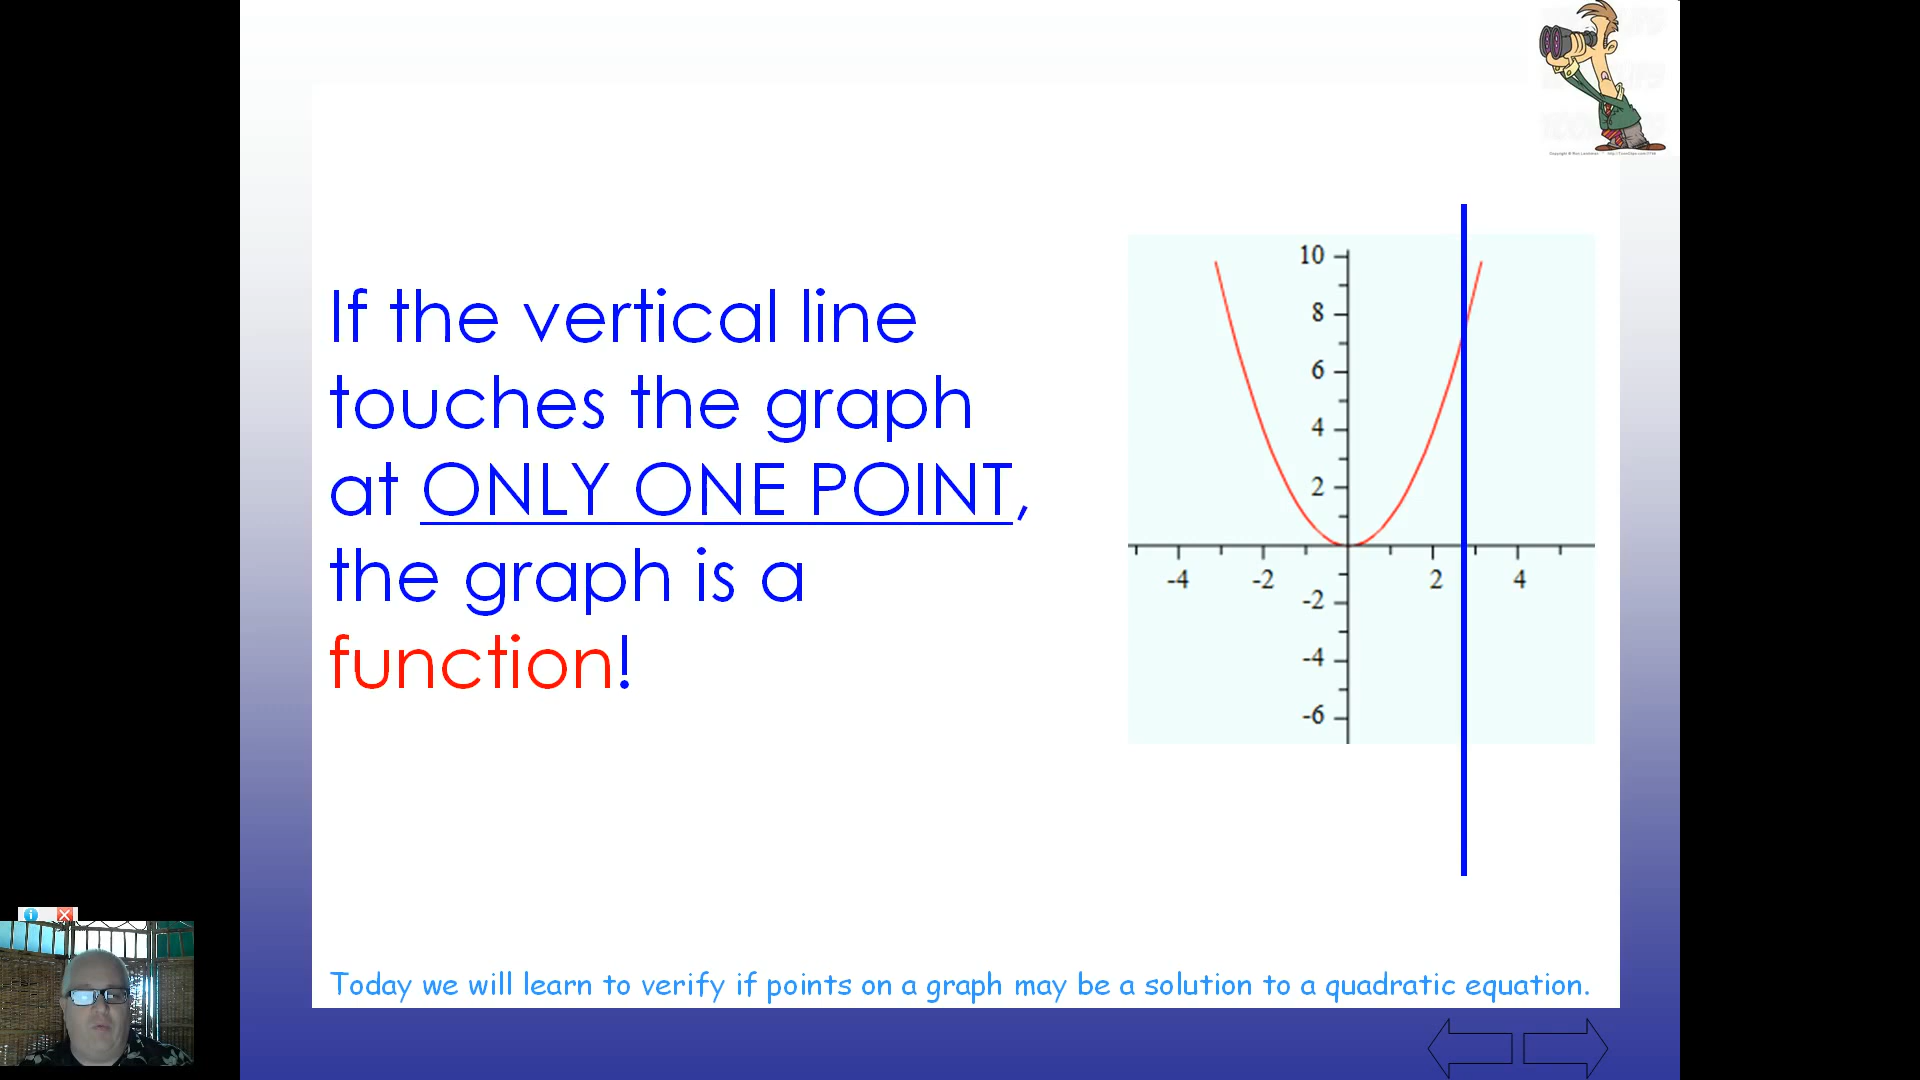 If the vertical line
touches the graph
at ONLY ONE POINT,
the graph is a
function!
10
8
6
4
2
-4 -2 2 4
-2
-4
-6
Today we will learn to verify if points on a graph may be a solution to a quadratic equation.